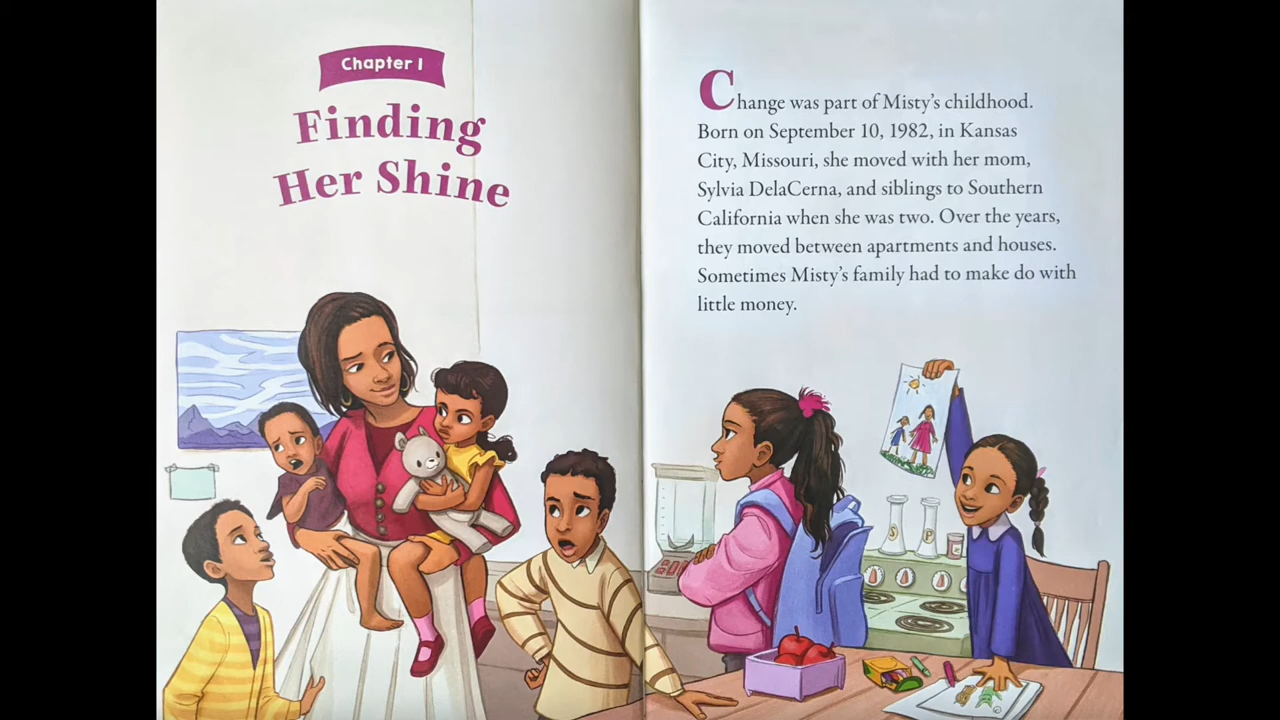 Chapter 1
Finding
Her Shine
Change was part of Misty's childhood.
Born on September 10, 1982, in Kansas
City, Missouri, she moved with her mom,
Sylvia DelaCerna, and siblings to Southern
California when she was two. Over the years,
they moved between apartments and houses.
Sometimes Misty's family had to make do with
little money.
S P